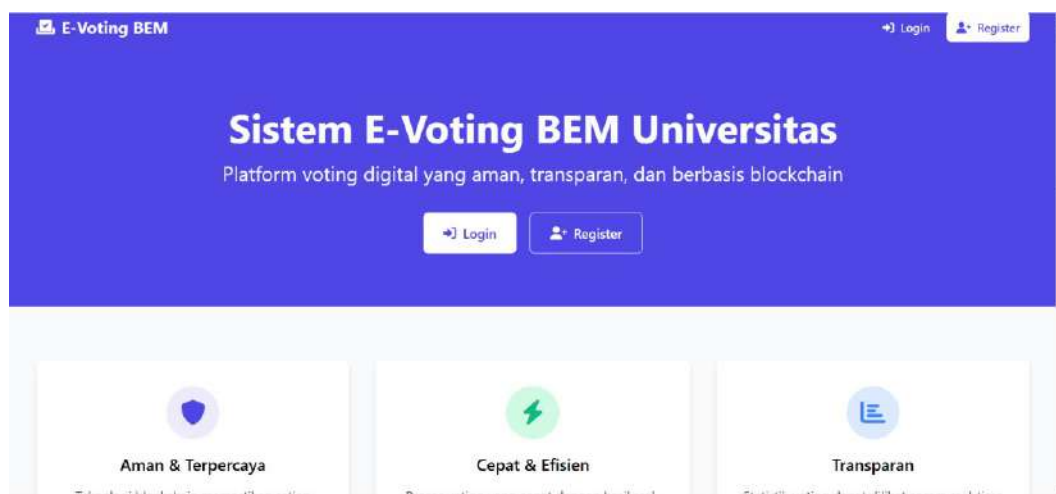 E-Voting BEM
Login
Register
Sistem E-Voting BEM Universitas
Platform voting digital yang aman, transparan, dan berbasis blockchain
Login
Register
Aman & Terpercaya
Cepat & Efisien
Transparan